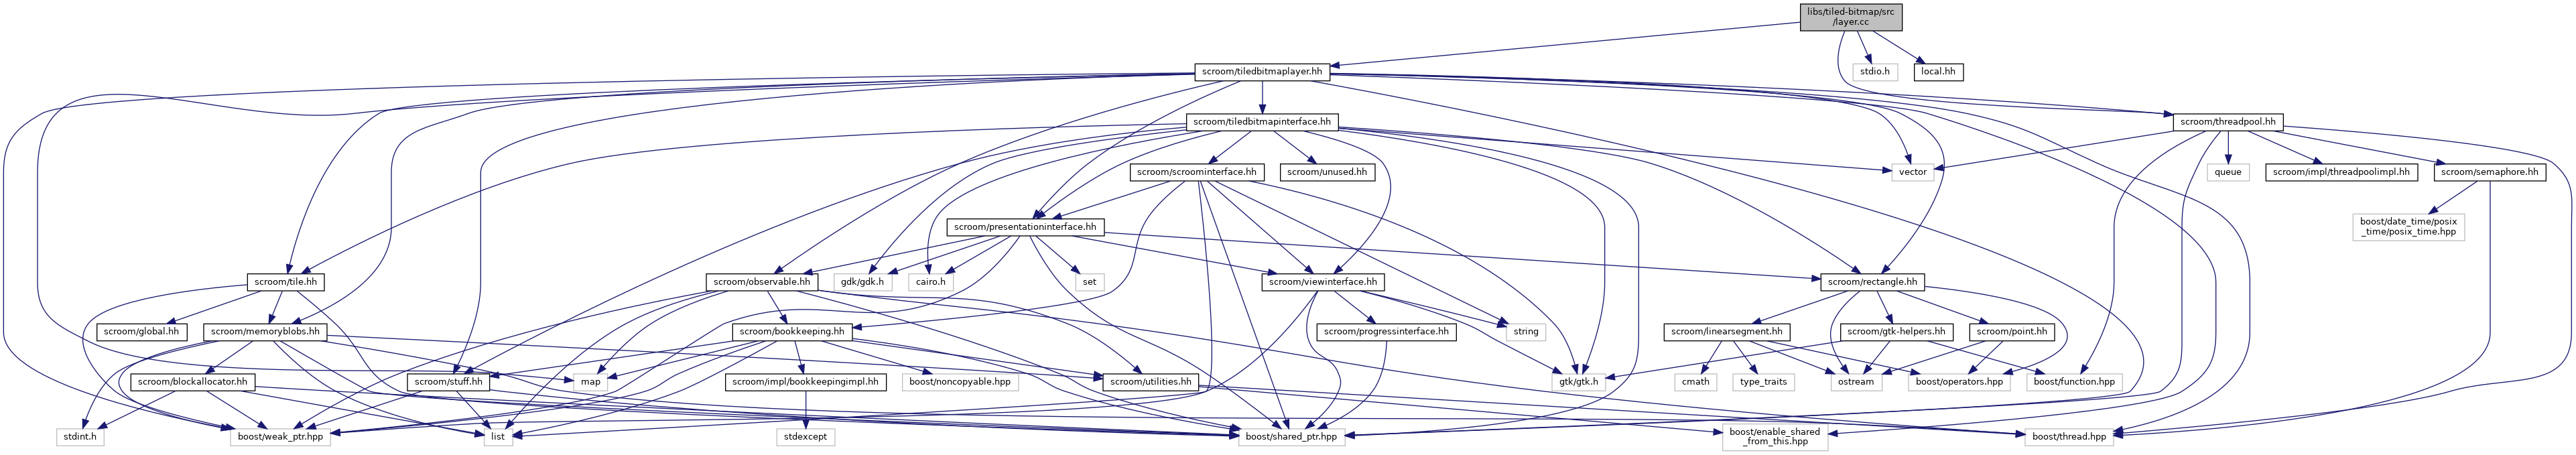 libs/tiled-bitmap/src
/layer.cc
scroom/tiledbitmaplayer.hh
stdio.h
local.hh
scroom/tiledbitmapinterface.hh
scroom/threadpool.hh
scroom/scroominterface.hh
scroom/unused.hh
vector
queue
scroom/impl/threadpoolimpl.hh
scroom/semaphore.hh
scroom/presentationinterface.hh
boost/date_time/posix
_time/posix_time.hpp
scroom/tile.hh
scroom/observable.hh
gdk/gdk.h
cairo.h
set
scroom/viewinterface.hh
scroom/rectangle.hh
scroom/global.hh
scroom/memoryblobs.hh
scroom/bookkeeping.hh
scroom/progressinterface.hh
string
scroom/linearsegment.hh
scroom/gtk-helpers.hh
scroom/point.hh
scroom/blockallocator.hh
scroom/stuff.hh
map
scroom/impl/bookkeepingimpl.hh
boost/noncopyable.hpp
scroom/utilities.hh
gtk/gtk.h
cmath
type_traits
ostream
boost/operators.hpp
boost/function.hpp
stdint.h
boost/weak_ptr.hpp
list
stdexcept
boost/enable_shared
_from_this.hpp
boost/shared_ptr.hpp
boost/thread.hpp